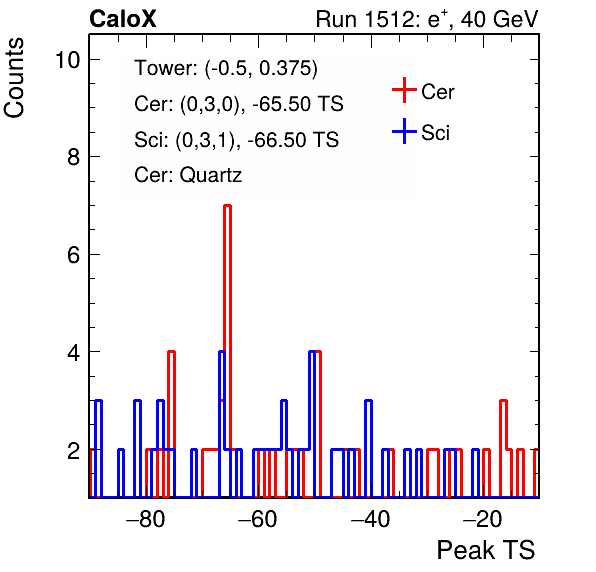 CaloX Run 1512: e⁺, 40 GeV
Counts
10
8
6
4
2
Tower: (-0.5, 0.375)
Cer: (0,3,0), -65.50 TS
Sci: (0,3,1), -66.50 TS
Cer: Quartz
Cer
Sci
−80 −60 −40 −20
Peak TS